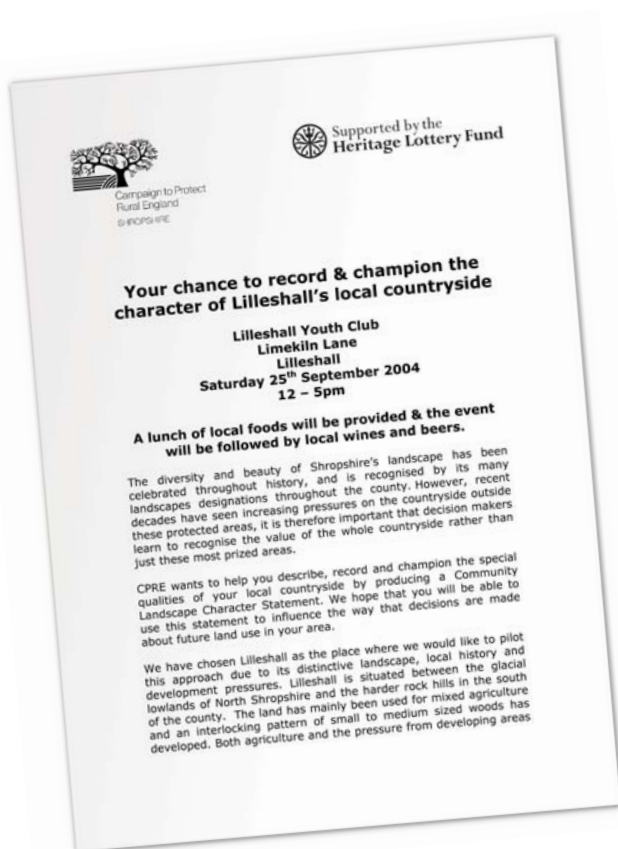 Campaign to Protect
Rural England
SHROPSHIRE
Supported by the
Heritage Lottery Fund
Your chance to record & champion the
character of Lilleshall's local countryside
Lilleshall Youth Club
Limekiln Lane
Lilleshall
Saturday 25th September 2004
12 – 5pm
A lunch of local foods will be provided & the event
will be followed by local wines and beers.
The diversity and beauty of Shropshire's landscape has been
celebrated throughout history, and is recognised by its many
landscapes designations throughout the county. However, recent
decades have seen increasing pressures on the countryside outside
these protected areas, it is therefore important that decision makers
learn to recognise the value of the whole countryside rather than
just these most prized areas.
CPRE wants to help you describe, record and champion the special
qualities of your local countryside by producing a Community
Landscape Character Statement. We hope that you will be able to
use this statement to influence the way that decisions are made
about future land use in your area.
We have chosen Lilleshall as the place where we would like to pilot
this approach due to its distinctive landscape, local history and
development pressures. Lilleshall is situated between the glacial
lowlands of North Shropshire and the harder rock hills in the south
of the county. The land has mainly been used for mixed agriculture
and an interlocking pattern of small to medium sized woods has
developed. Both agriculture and the pressure from developing areas